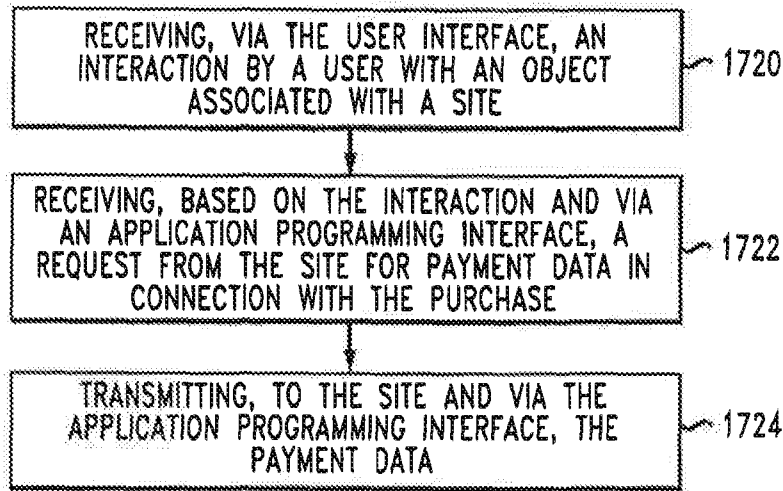 RECEIVING, VIA THE USER INTERFACE, AN
INTERACTION BY A USER WITH AN OBJECT
ASSOCIATED WITH A SITE
1720
RECEIVING, BASED ON THE INTERACTION AND VIA
AN APPLICATION PROGRAMMING INTERFACE, A
REQUEST FROM THE SITE FOR PAYMENT DATA IN
CONNECTION WITH THE PURCHASE
1722
TRANSMITTING, TO THE SITE AND VIA THE
APPLICATION PROGRAMMING INTERFACE, THE
PAYMENT DATA
1724